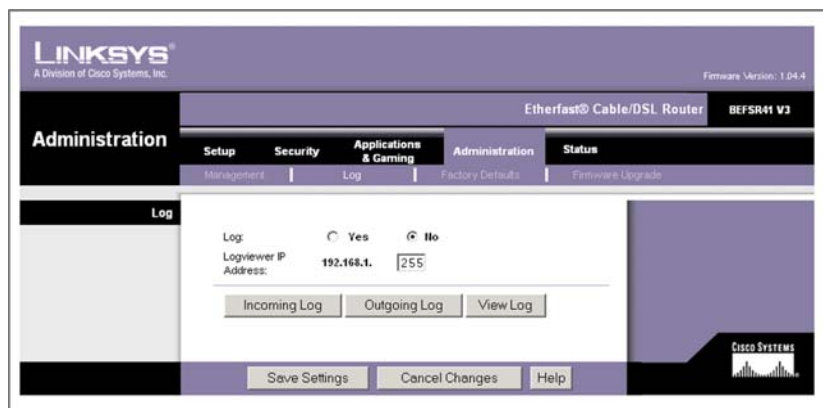 LINKSYS®
A Division of Cisco Systems, Inc.
Firmware Version: 1.04.4
Etherfast® Cable/DSL Router BEFSR41 V3
Administration
Setup Security Applications & Gaming Administration Status
Management Log Factory Defaults Firmware Upgrade
Log
Log: Yes No
Logviewer IP Address: 192.168.1. 255
Incoming Log Outgoing Log View Log
CISCO SYSTEMS
Save Settings Cancel Changes Help